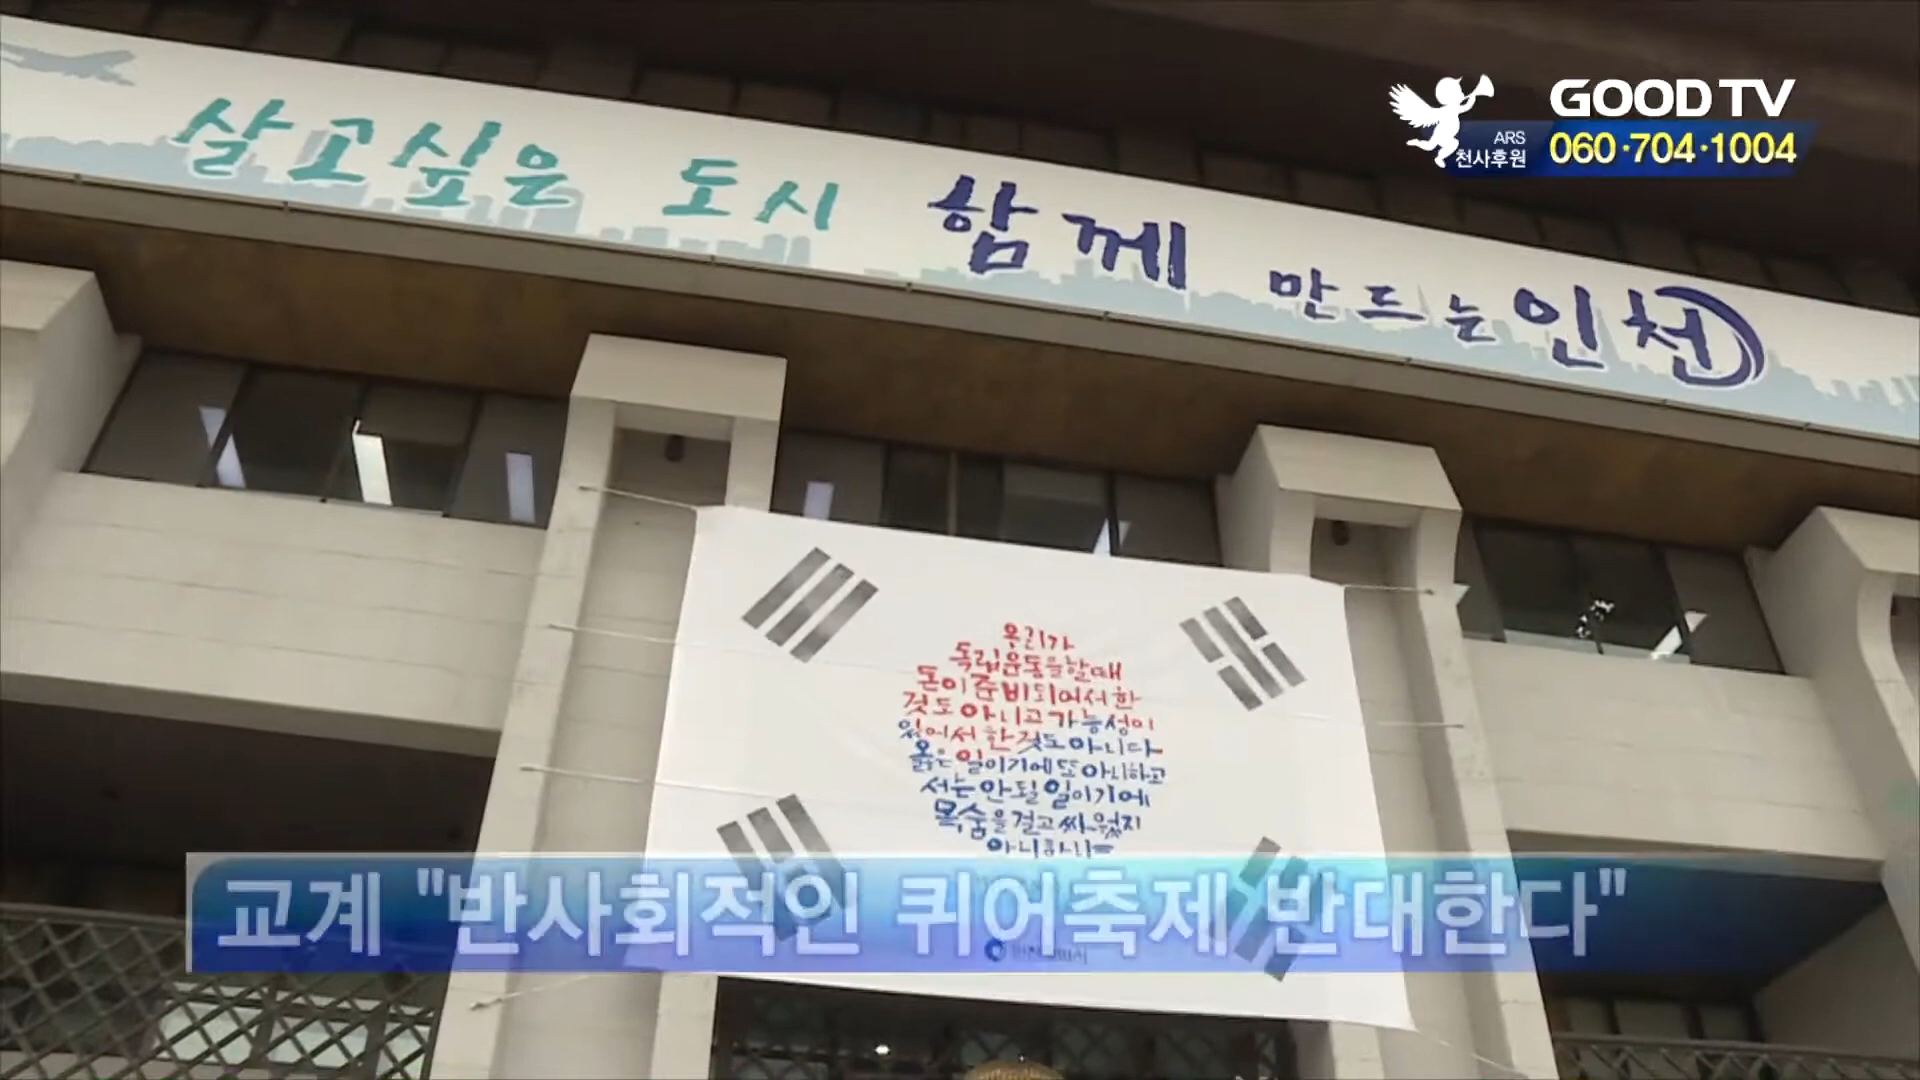 GOODTV
ARS
천사후원
060·704·1004
살고싶은 도시 함께 만드는 인천
우리가
독립운동을할때
돈이준비되어서한
것도아니고가능성이
있어서한것도아니다
옳은일이기에또아니하고
서는안될일이기에
목숨을걸고싸웠지
아니하니
교계 "반사회적인 퀴어축제 반대한다"